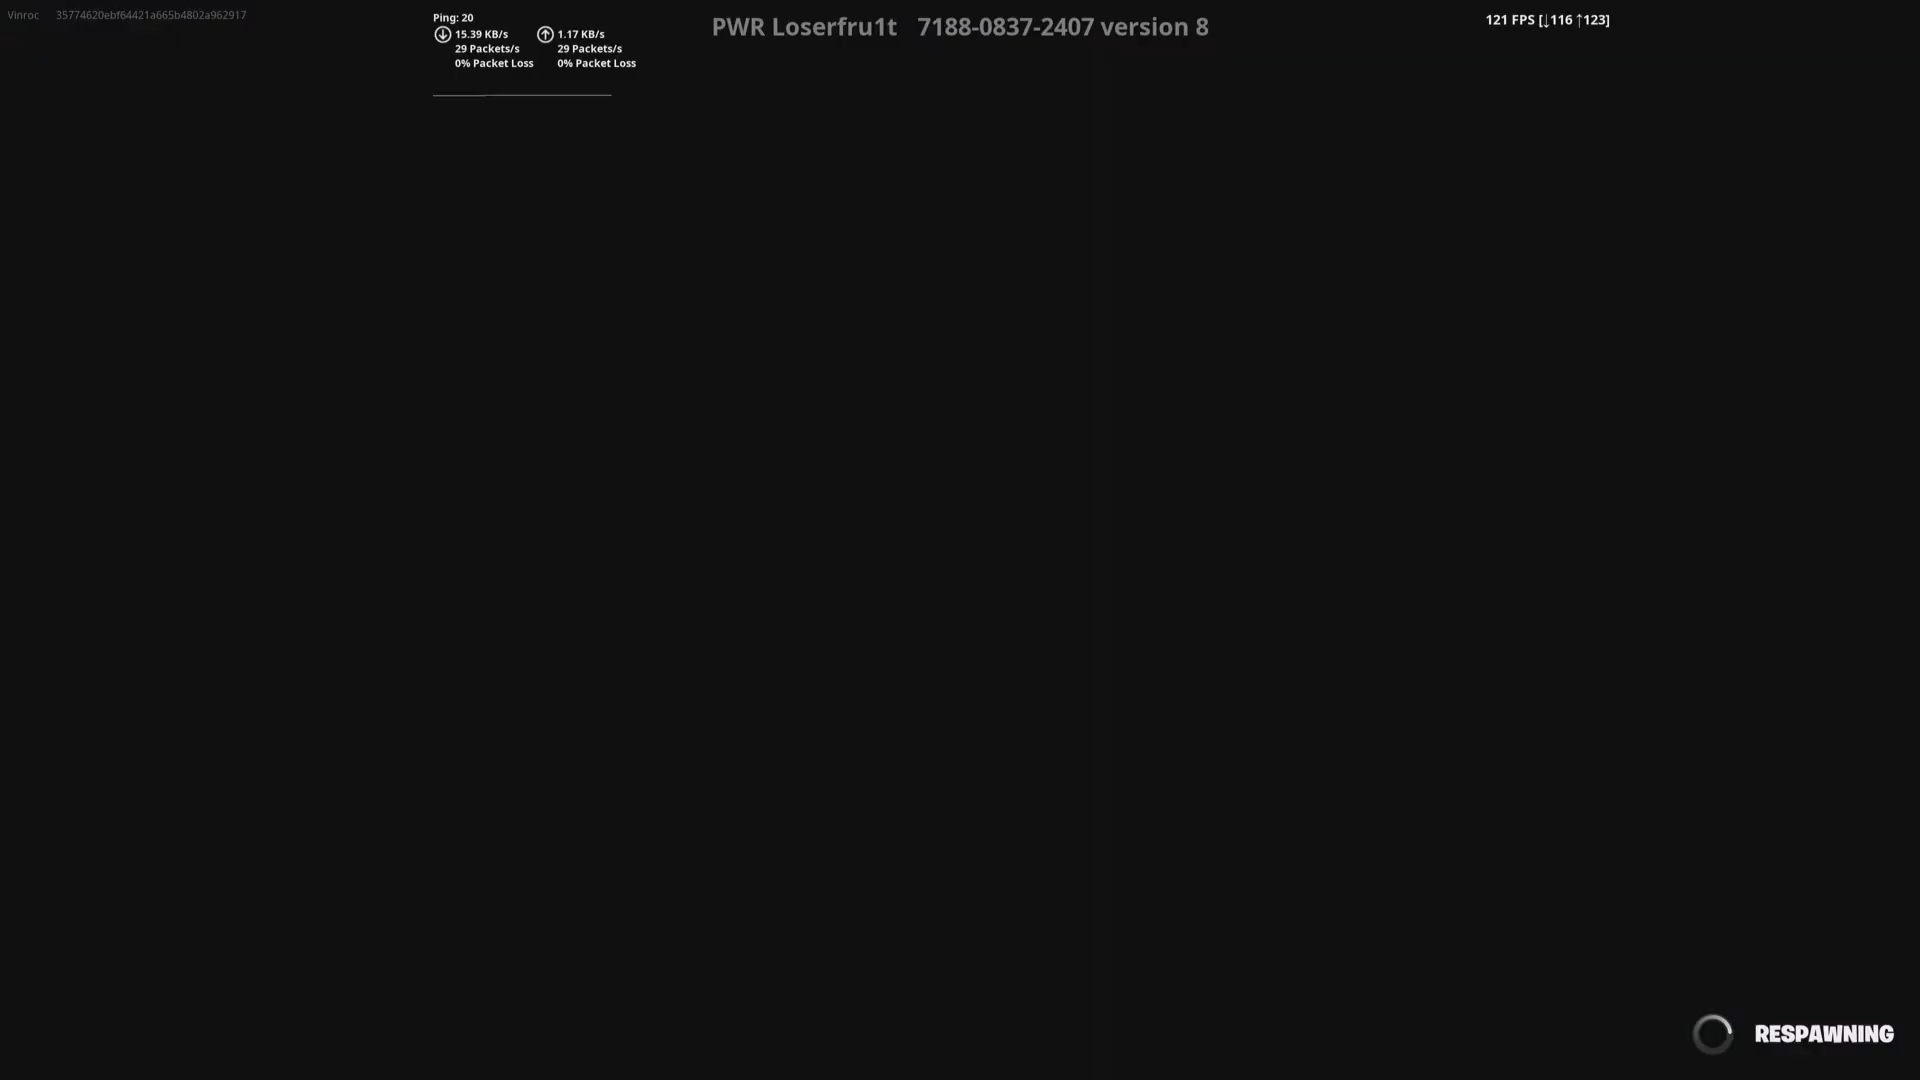 Vinroc 35774620ebf64421a665b4802a962917
Ping: 20
15.39 KB/s 1.17 KB/s
29 Packets/s 29 Packets/s
0% Packet Loss 0% Packet Loss
PWR Loserfru1t 7188-0837-2407 version 8
121 FPS [↓116 ↑123]
RESPAWNING